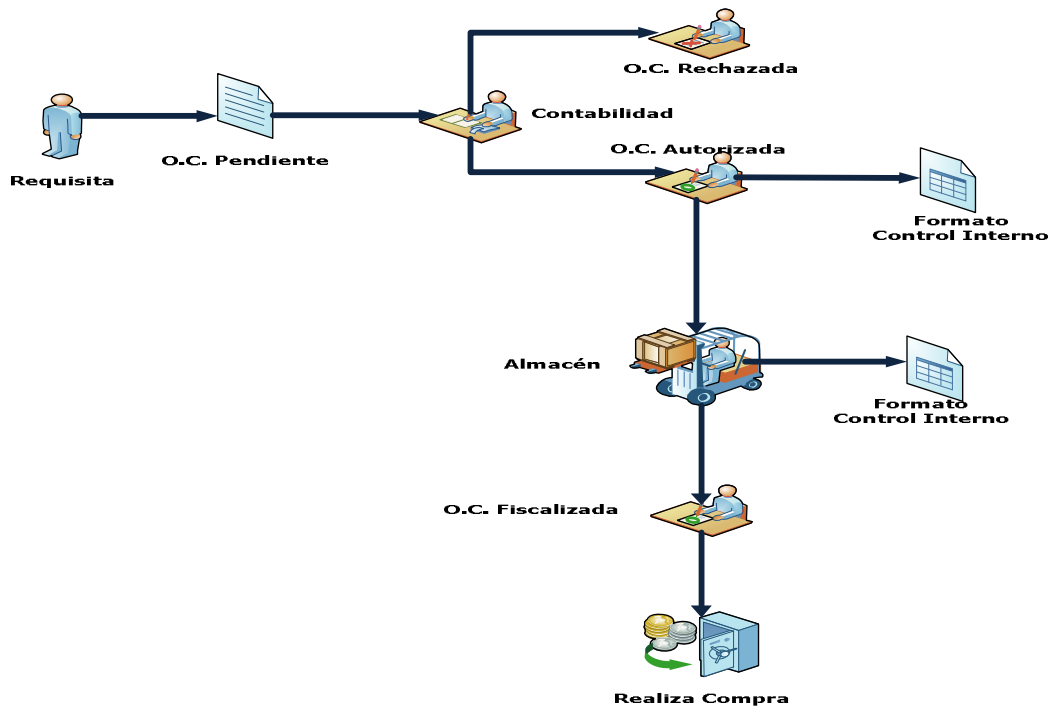 O.C. Rechazada
Contabilidad
O.C. Pendiente
Requisita
O.C. Autorizada
Formato
Control Interno
Almacén
Formato
Control Interno
O.C. Fiscalizada
Realiza Compra